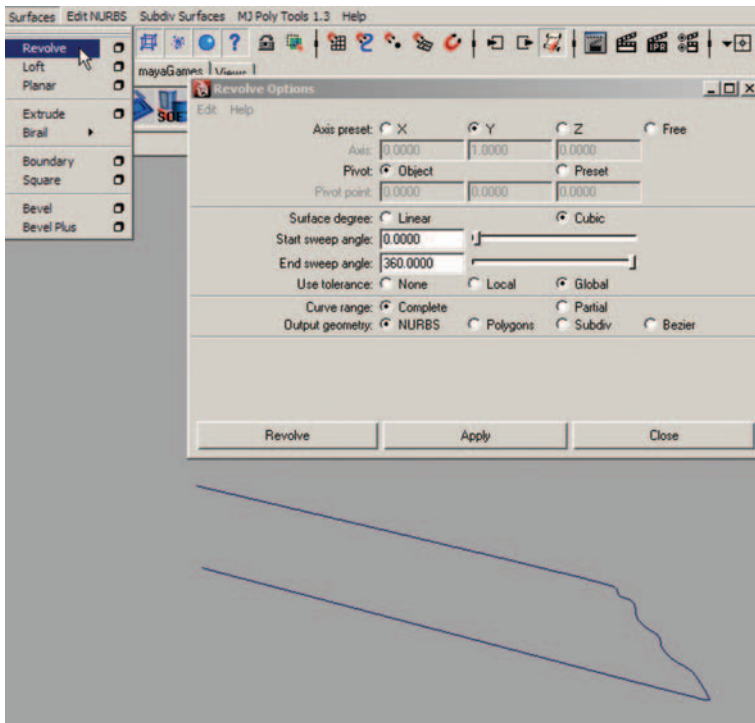 Surfaces Edit NURBS Subdiv Surfaces MJ Poly Tools 1.3 Help
Revolve
Loft
Planar
Extrude
Birail
Boundary
Square
Bevel
Bevel Plus
?
IPR
mayaGames
Revolve Options
Edit Help
Axis preset: X Y Z Free
Axis: 0.0000 1.0000 0.0000
Pivot: Object Preset
Pivot point: 0.0000 0.0000 0.0000
Surface degree: Linear Cubic
Start sweep angle: 0.0000
End sweep angle: 360.0000
Use tolerance: None Local Global
Curve range: Complete Partial
Output geometry: NURBS Polygons Subdiv Bezier
Revolve Apply Close